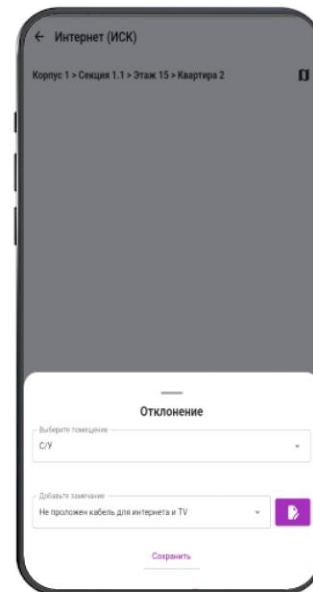 Интернет (ИСК)
Корпус 1 > Секция 1.1 > Этаж 15 > Квартира 2
Отклонение
Выберите помещение
С/У
Добавьте замечание
Не проложен кабель для интернета и TV
Сохранить